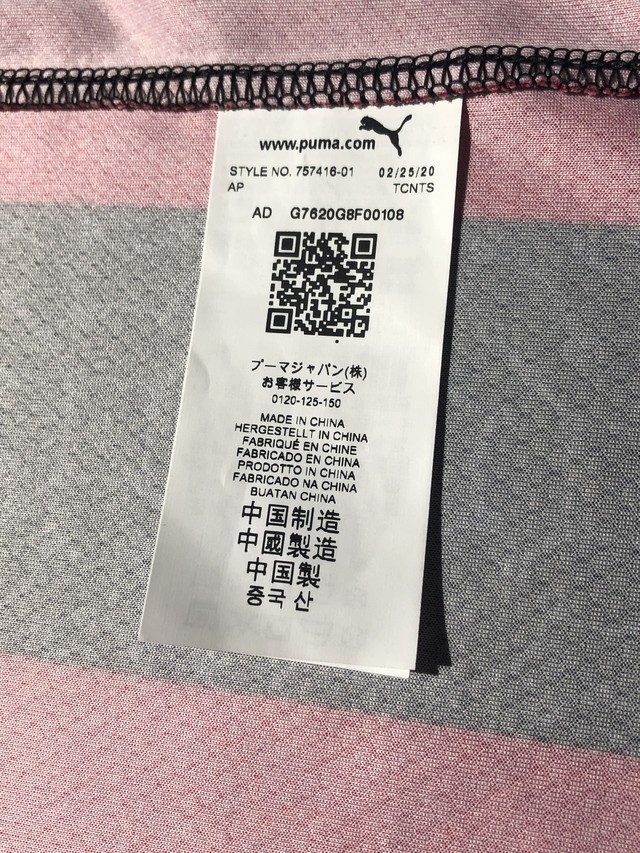 www.puma.com
STYLE NO. 757416-01 02/25/20
AP TCNTS
AD G7620G8F00108
プーマジャパン(株)
お客様サービス
0120-125-150
MADE IN CHINA
HERGESTELLT IN CHINA
FABRIQUÉ EN CHINE
FABRICADO EN CHINA
PRODOTTO IN CHINA
FABRICADO NA CHINA
BUATAN CHINA
中国制造
中國製造
中国製
중국 산